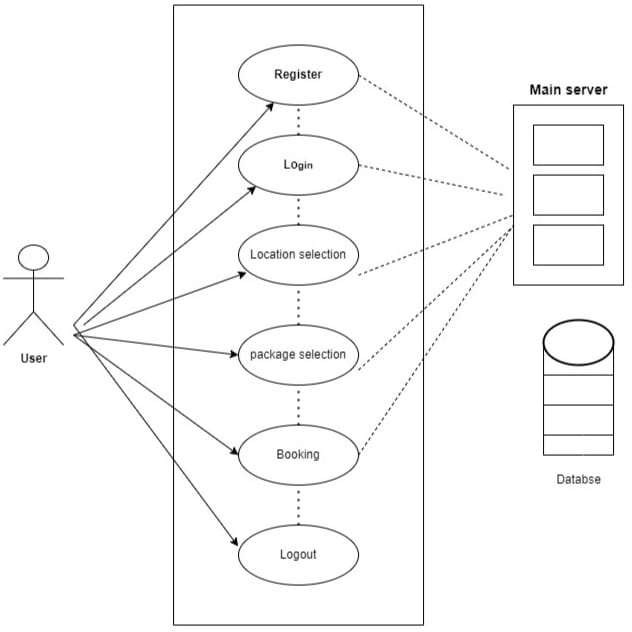 Register
Main server
Login
Location selection
User
package selection
Booking
Databse
Logout